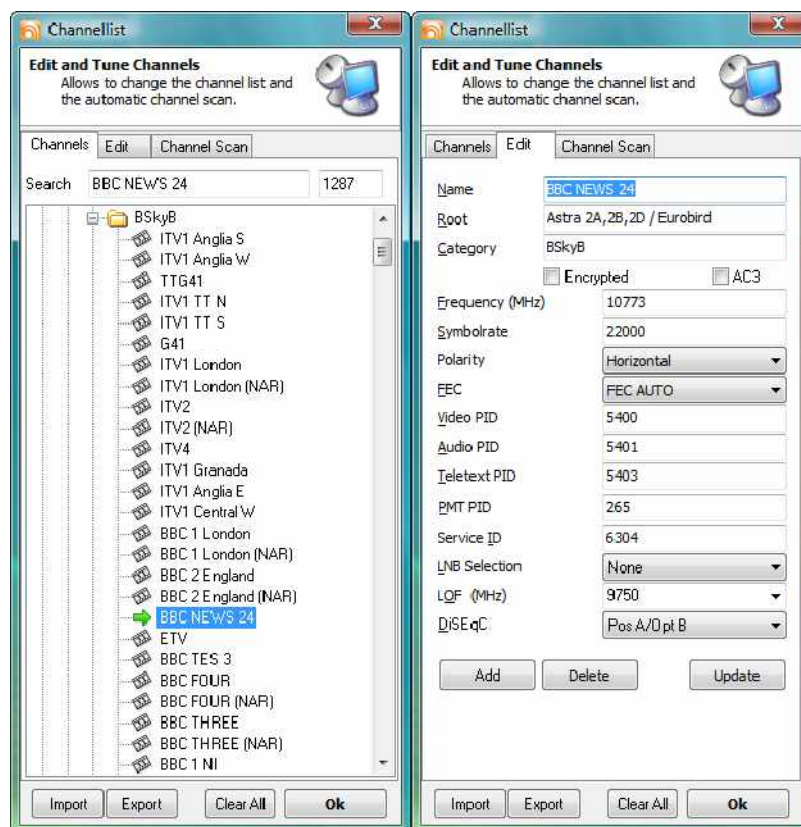 Channellist
Edit and Tune Channels
Allows to change the channel list and
the automatic channel scan.
Channels Edit Channel Scan
Search BBC NEWS 24 1287
BSkyB
ITV1 Anglia S
ITV1 Anglia W
TTG41
ITV1 TT N
ITV1 TT S
G41
ITV1 London
ITV1 London (NAR)
ITV2
ITV2 (NAR)
ITV4
ITV1 Granada
ITV1 Anglia E
ITV1 Central W
BBC 1 London
BBC 1 London (NAR)
BBC 2 England
BBC 2 England (NAR)
BBC NEWS 24
ETV
BBC TES 3
BBC FOUR
BBC FOUR (NAR)
BBC THREE
BBC THREE (NAR)
BBC 1 NI
Import Export Clear All Ok
Channellist
Edit and Tune Channels
Allows to change the channel list and
the automatic channel scan.
Channels Edit Channel Scan
Name BBC NEWS 24
Root Astra 2A,2B,2D / Eurobird
Category BSkyB
Encrypted AC3
Frequency (MHz) 10773
Symbolrate 22000
Polarity Horizontal
FEC FEC AUTO
Video PID 5400
Audio PID 5401
Teletext PID 5403
PMT PID 265
Service ID 6304
LNB Selection None
LOF (MHz) 9750
DiSEqC Pos A/Opt B
Add Delete Update
Import Export Clear All Ok